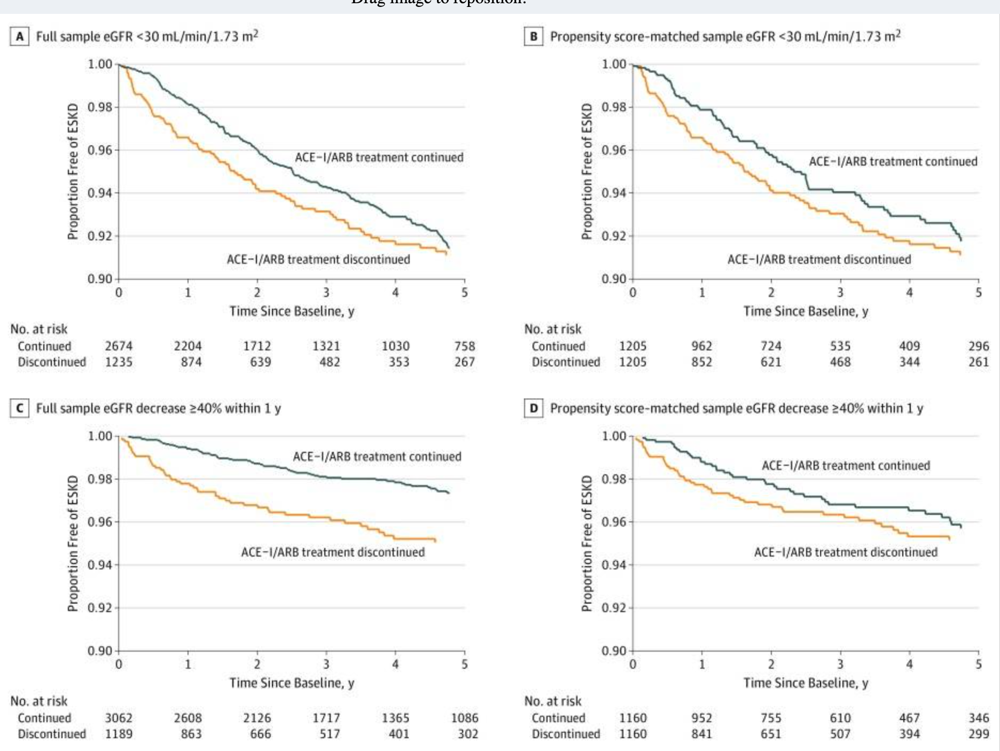 Drag image to reposition.
A Full sample eGFR <30 mL/min/1.73 m²
1.00
0.98
0.96
0.94
0.92
0.90
Proportion Free of ESKD
ACE-I/ARB treatment continued
ACE-I/ARB treatment discontinued
0 1 2 3 4 5
Time Since Baseline, y
No. at risk
Continued 2674 2204 1712 1321 1030 758
Discontinued 1235 874 639 482 353 267
B Propensity score-matched sample eGFR <30 mL/min/1.73 m²
1.00
0.98
0.96
0.94
0.92
0.90
Proportion Free of ESKD
ACE-I/ARB treatment continued
ACE-I/ARB treatment discontinued
0 1 2 3 4 5
Time Since Baseline, y
No. at risk
Continued 1205 962 724 535 409 296
Discontinued 1205 852 621 468 344 261
C Full sample eGFR decrease ≥40% within 1 y
1.00
0.98
0.96
0.94
0.92
0.90
Proportion Free of ESKD
ACE-I/ARB treatment continued
ACE-I/ARB treatment discontinued
0 1 2 3 4 5
Time Since Baseline, y
No. at risk
Continued 3062 2608 2126 1717 1365 1086
Discontinued 1189 863 666 517 401 302
D Propensity score-matched sample eGFR decrease ≥40% within 1 y
1.00
0.98
0.96
0.94
0.92
0.90
Proportion Free of ESKD
ACE-I/ARB treatment continued
ACE-I/ARB treatment discontinued
0 1 2 3 4 5
Time Since Baseline, y
No. at risk
Continued 1160 952 755 610 467 346
Discontinued 1160 841 651 507 394 299